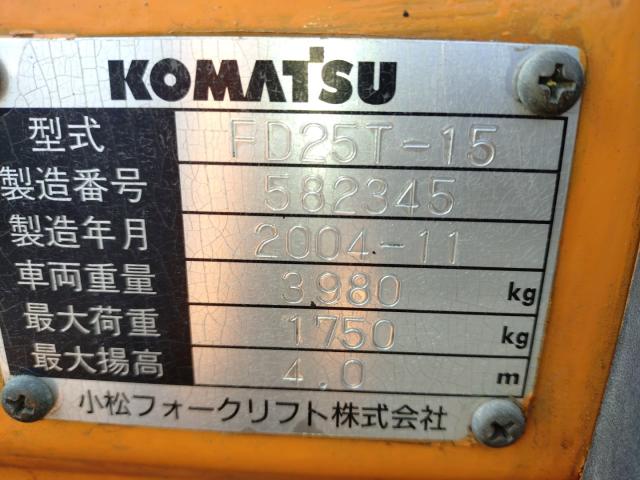 KOMATSU
型式 FD25T-15
製造番号 582345
製造年月 2004-11
車両重量 3980 kg
最大荷重 1750 kg
最大揚高 4.0 m
小松フォークリフト株式会社